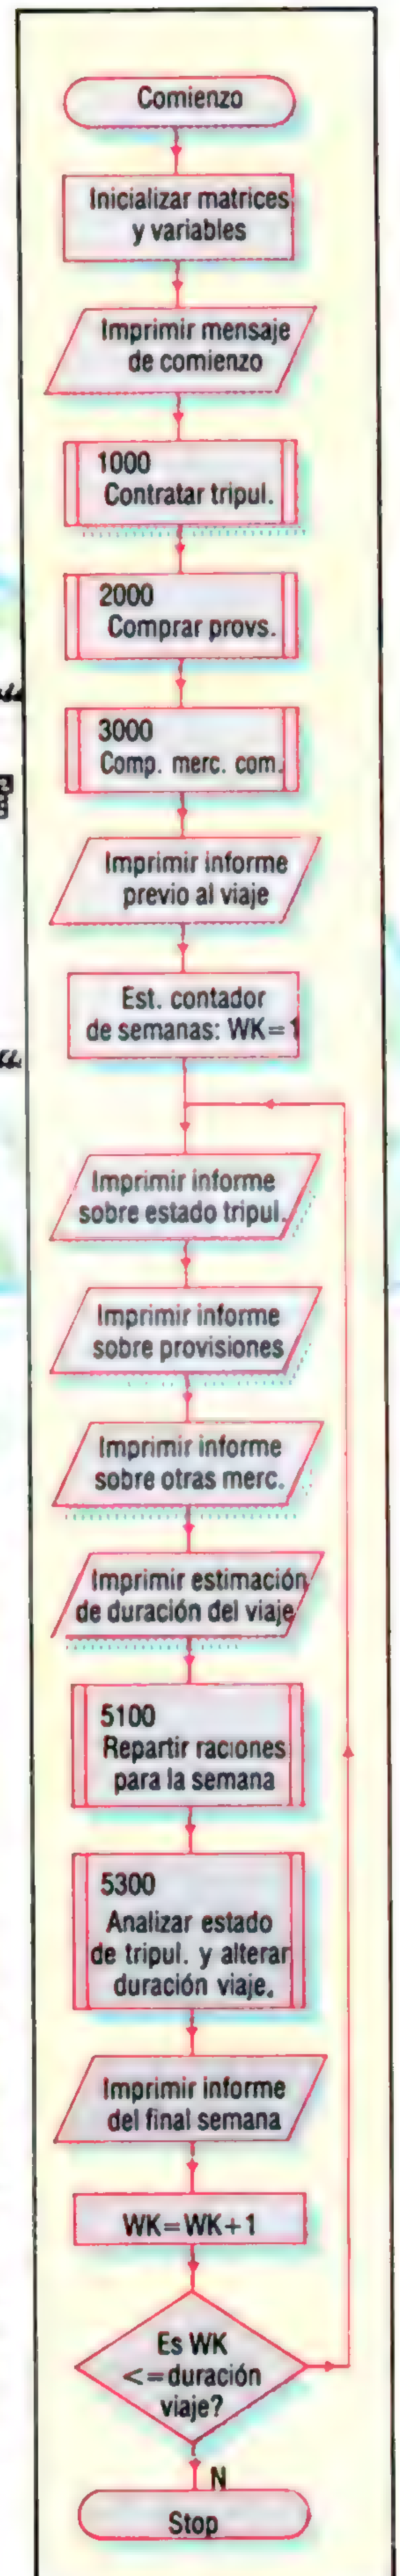 Comienzo
Inicializar matrices
y variables
Imprimir mensaje
de comienzo
1000
Contratar tripul.
2000
Comprar provs.
3000
Comp. merc. com.
Imprimir informe
previo al viaje
Est. contador
de semanas: WK=1
Imprimir informe
sobre estado tripul.
Imprimir informe
sobre provisiones
Imprimir informe
sobre otras merc.
Imprimir estimación
de duración del viaje
5100
Repartir raciones
para la semana
5300
Analizar estado
de tripul. y alterar
duración viaje.
Imprimir informe
del final semana
WK=WK+1
Es WK
<=duración
viaje?
N
Stop